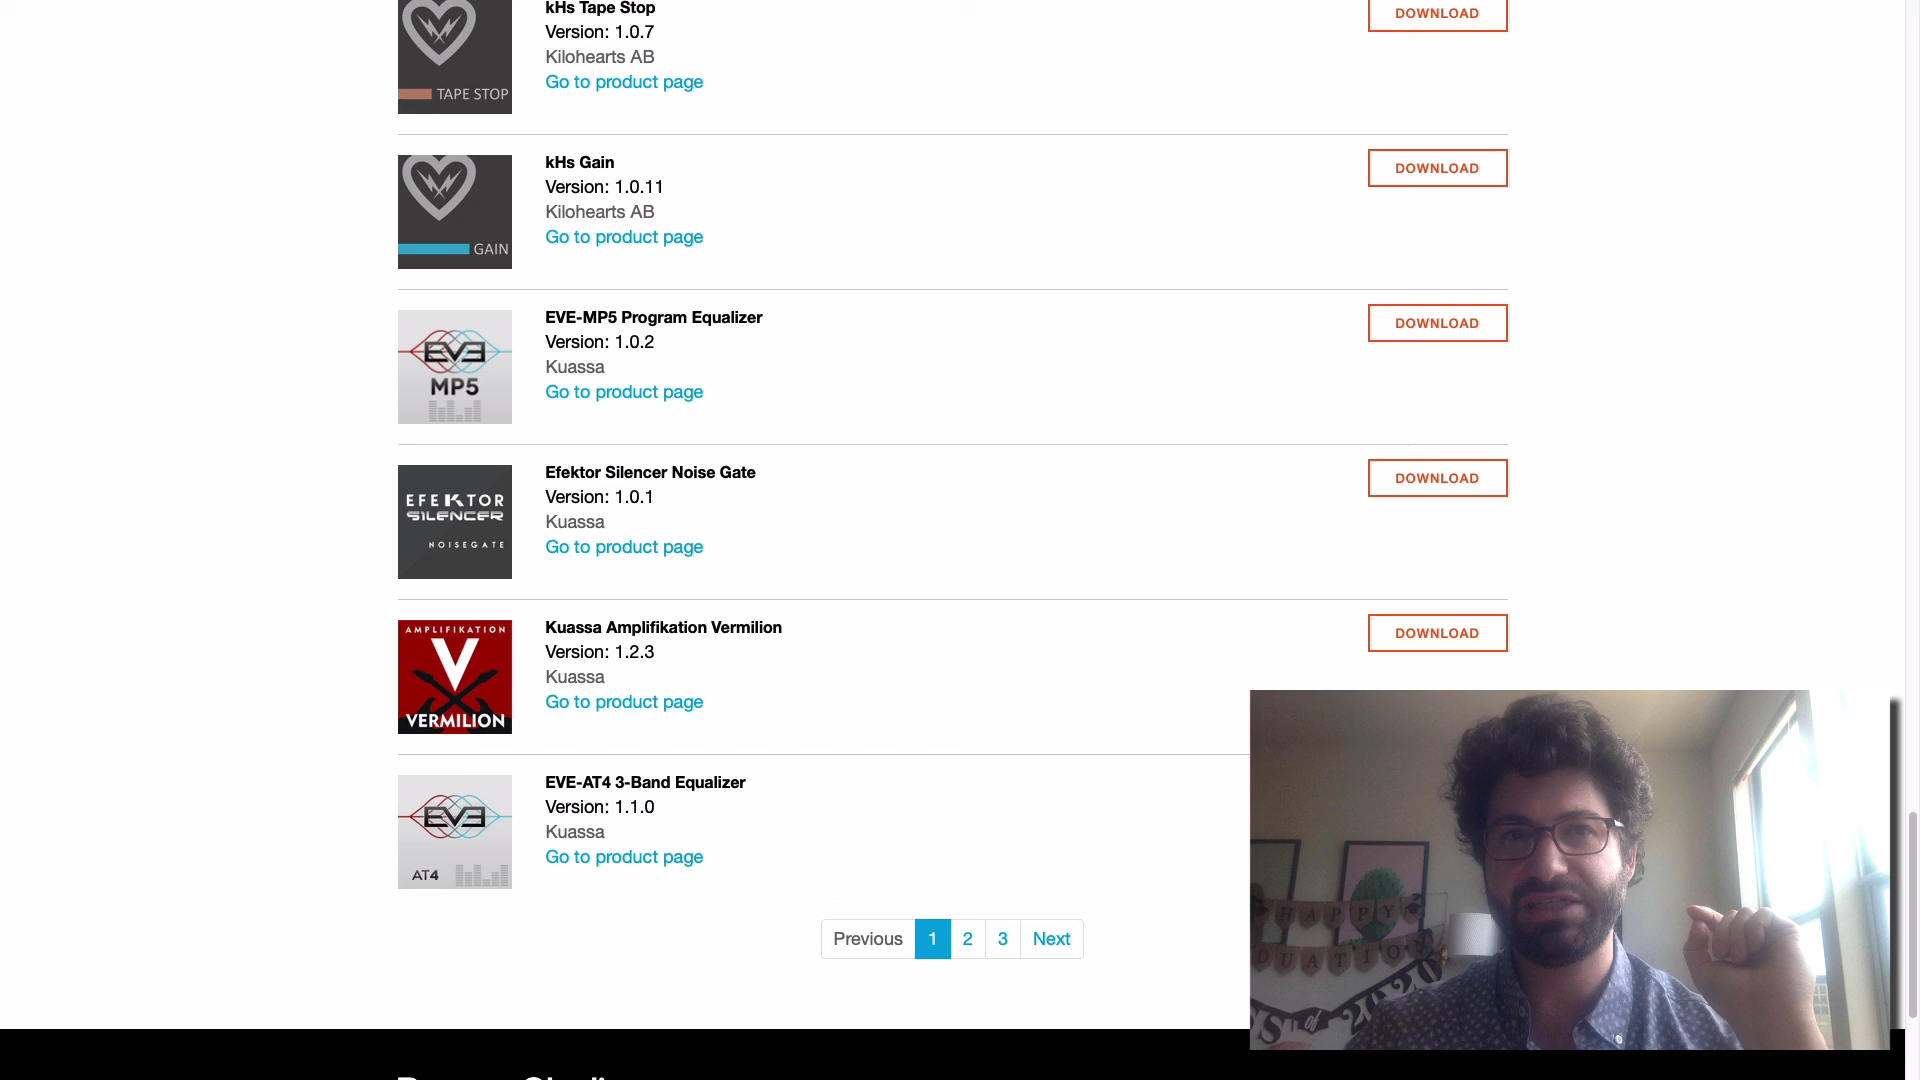 kHs Tape Stop
Version: 1.0.7
Kilohearts AB
Go to product page
TAPE STOP
DOWNLOAD
kHs Gain
Version: 1.0.11
Kilohearts AB
Go to product page
GAIN
DOWNLOAD
EVE-MP5 Program Equalizer
Version: 1.0.2
Kuassa
Go to product page
EVE
MP5
DOWNLOAD
Efektor Silencer Noise Gate
Version: 1.0.1
Kuassa
Go to product page
EFEKTOR
SILENCER
NOISEGATE
DOWNLOAD
Kuassa Amplifikation Vermilion
Version: 1.2.3
Kuassa
Go to product page
AMPLIFIKATION
V
VERMILION
DOWNLOAD
EVE-AT4 3-Band Equalizer
Version: 1.1.0
Kuassa
Go to product page
EVE
AT4
Previous 1 2 3 Next
HAPPY
DUATION
S of 2020